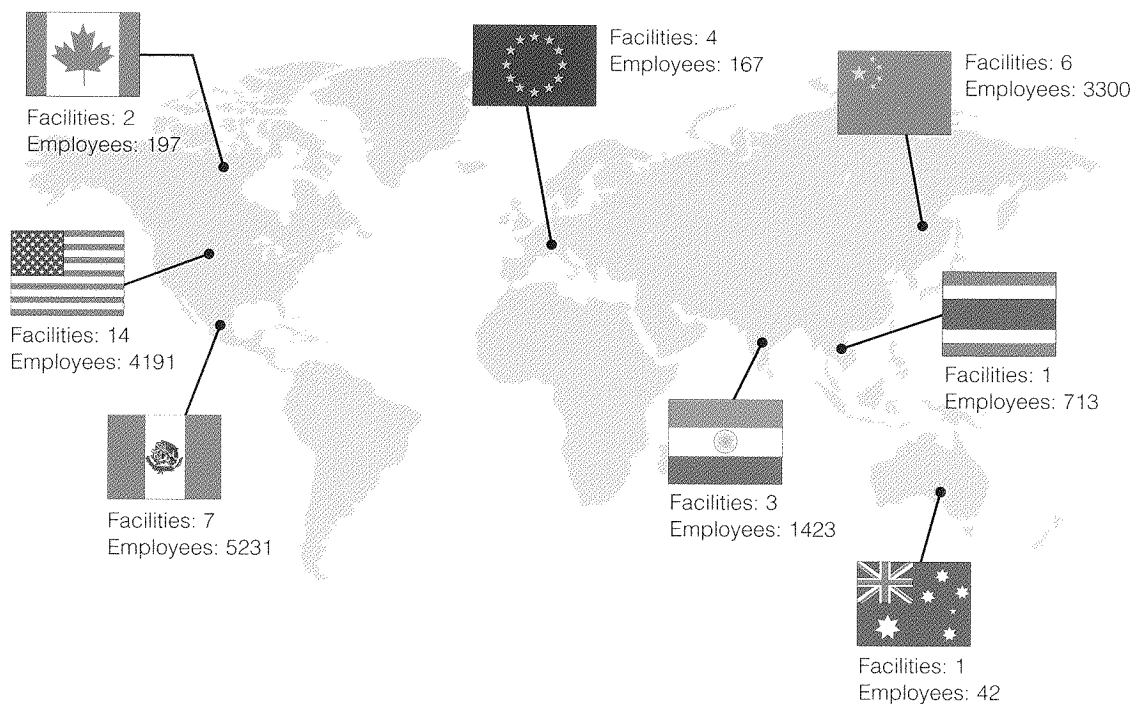 Facilities: 4
Employees: 167
Facilities: 6
Employees: 3300
Facilities: 2
Employees: 197
Facilities: 14
Employees: 4191
Facilities: 1
Employees: 713
Facilities: 7
Employees: 5231
Facilities: 3
Employees: 1423
Facilities: 1
Employees: 42